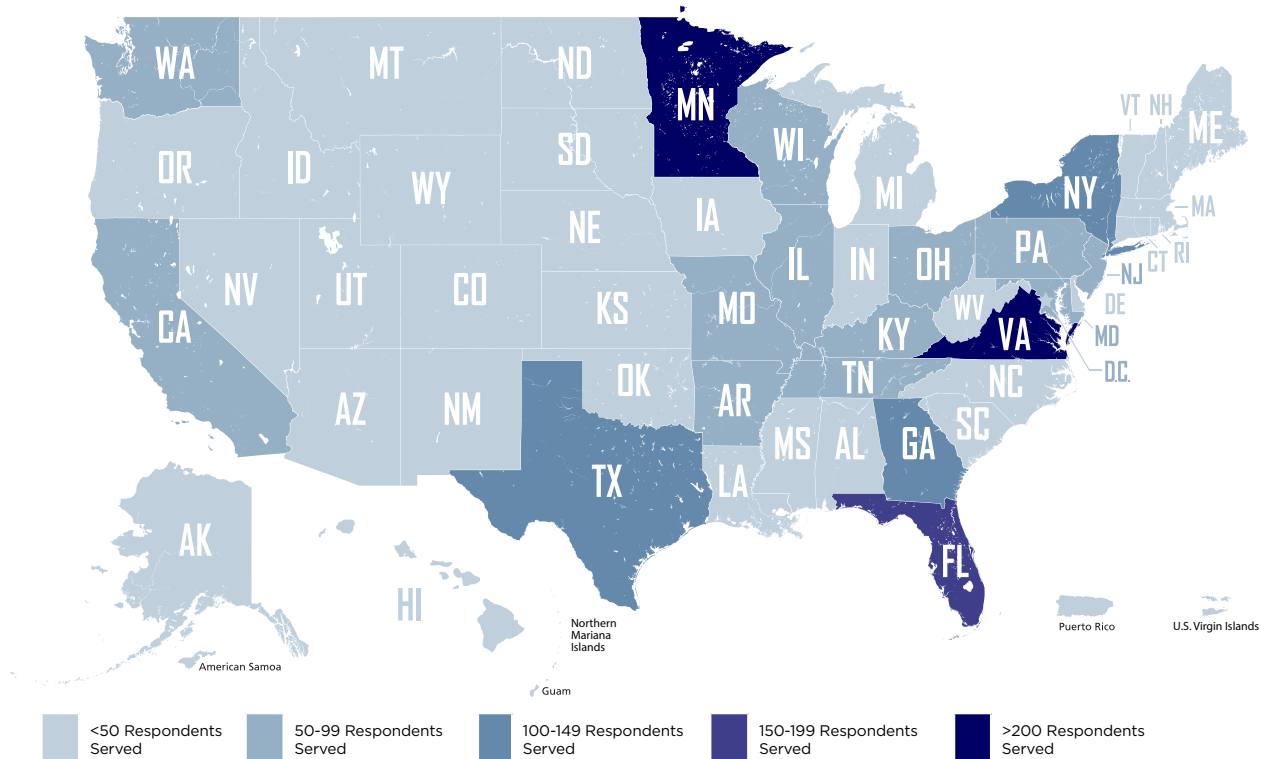 WA
MT
ND
MN
VT NH
ME
OR
ID
SD
WI
WY
MI
NY
MA
IA
NE
RI
CT
PA
NV
UT
CO
IL
IN
OH
NJ
DE
KS
MO
WV
CA
KY
VA
MD
D.C.
OK
TN
NC
AZ
NM
AR
SC
MS
AL
GA
TX
LA
AK
FL
HI
Northern
Mariana
Islands
Puerto Rico
U.S. Virgin Islands
American Samoa
Guam
<50 Respondents
Served
50-99 Respondents
Served
100-149 Respondents
Served
150-199 Respondents
Served
>200 Respondents
Served